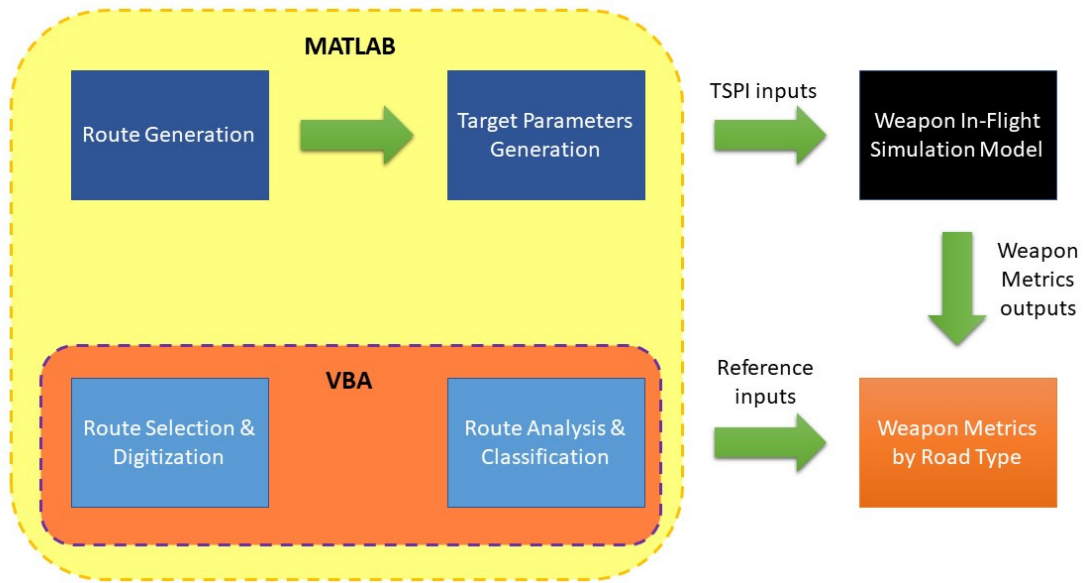 MATLAB
Route Generation
Target Parameters
Generation
TSPI inputs
Weapon In-Flight
Simulation Model
Weapon
Metrics
outputs
VBA
Route Selection &
Digitization
Route Analysis &
Classification
Reference
inputs
Weapon Metrics
by Road Type